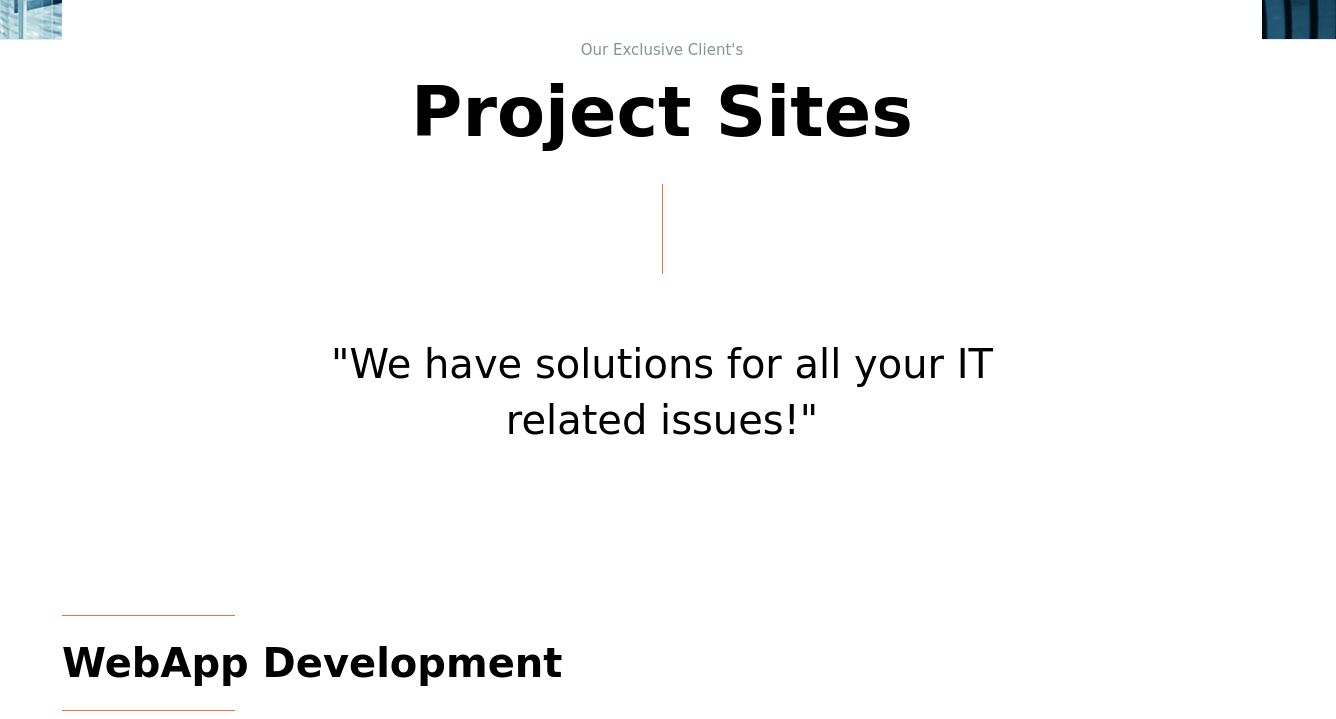 Our Exclusive Client's
Project Sites
"We have solutions for all your IT
related issues!"
WebApp Development